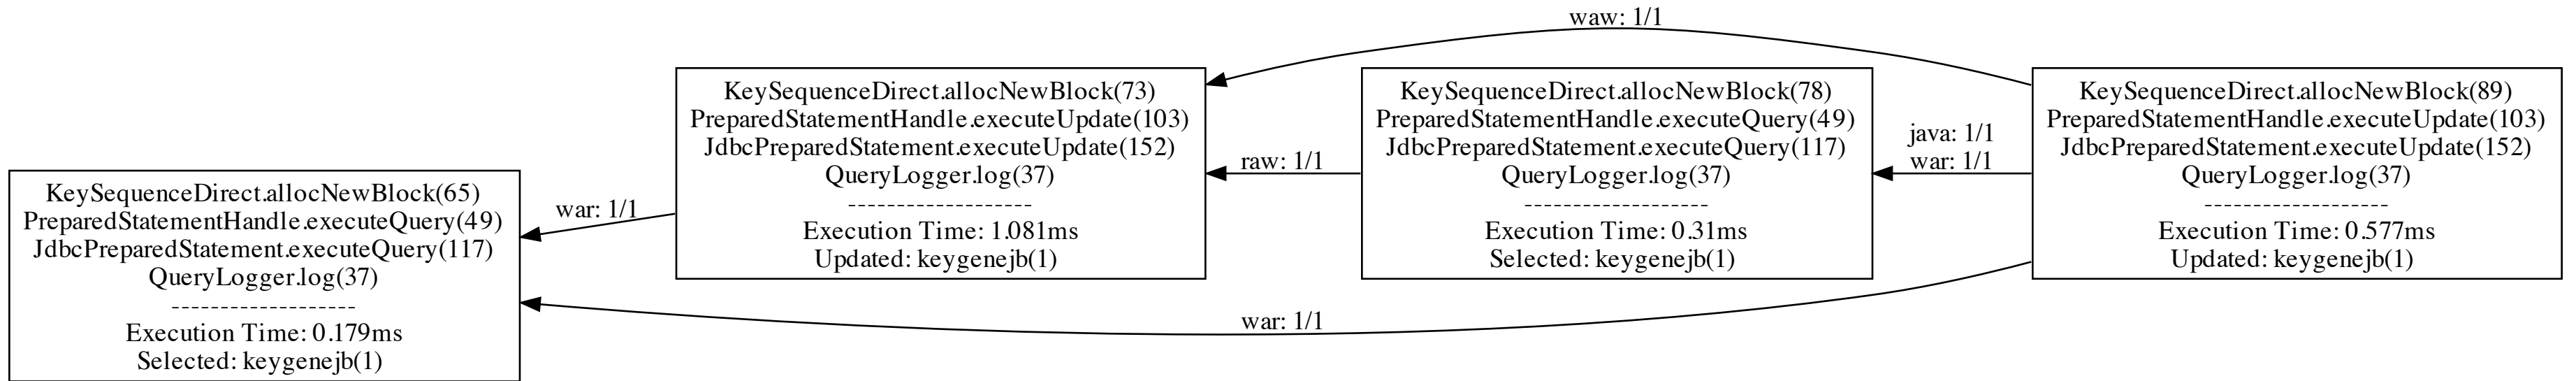 waw: 1/1
KeySequenceDirect.allocNewBlock(65)
PreparedStatementHandle.executeQuery(49)
JdbcPreparedStatement.executeQuery(117)
QueryLogger.log(37)
------------------
Execution Time: 0.179ms
Selected: keygenejb(1)
war: 1/1
KeySequenceDirect.allocNewBlock(73)
PreparedStatementHandle.executeUpdate(103)
JdbcPreparedStatement.executeUpdate(152)
QueryLogger.log(37)
------------------
Execution Time: 1.081ms
Updated: keygenejb(1)
raw: 1/1
KeySequenceDirect.allocNewBlock(78)
PreparedStatementHandle.executeQuery(49)
JdbcPreparedStatement.executeQuery(117)
QueryLogger.log(37)
------------------
Execution Time: 0.31ms
Selected: keygenejb(1)
java: 1/1
war: 1/1
KeySequenceDirect.allocNewBlock(89)
PreparedStatementHandle.executeUpdate(103)
JdbcPreparedStatement.executeUpdate(152)
QueryLogger.log(37)
------------------
Execution Time: 0.577ms
Updated: keygenejb(1)
war: 1/1